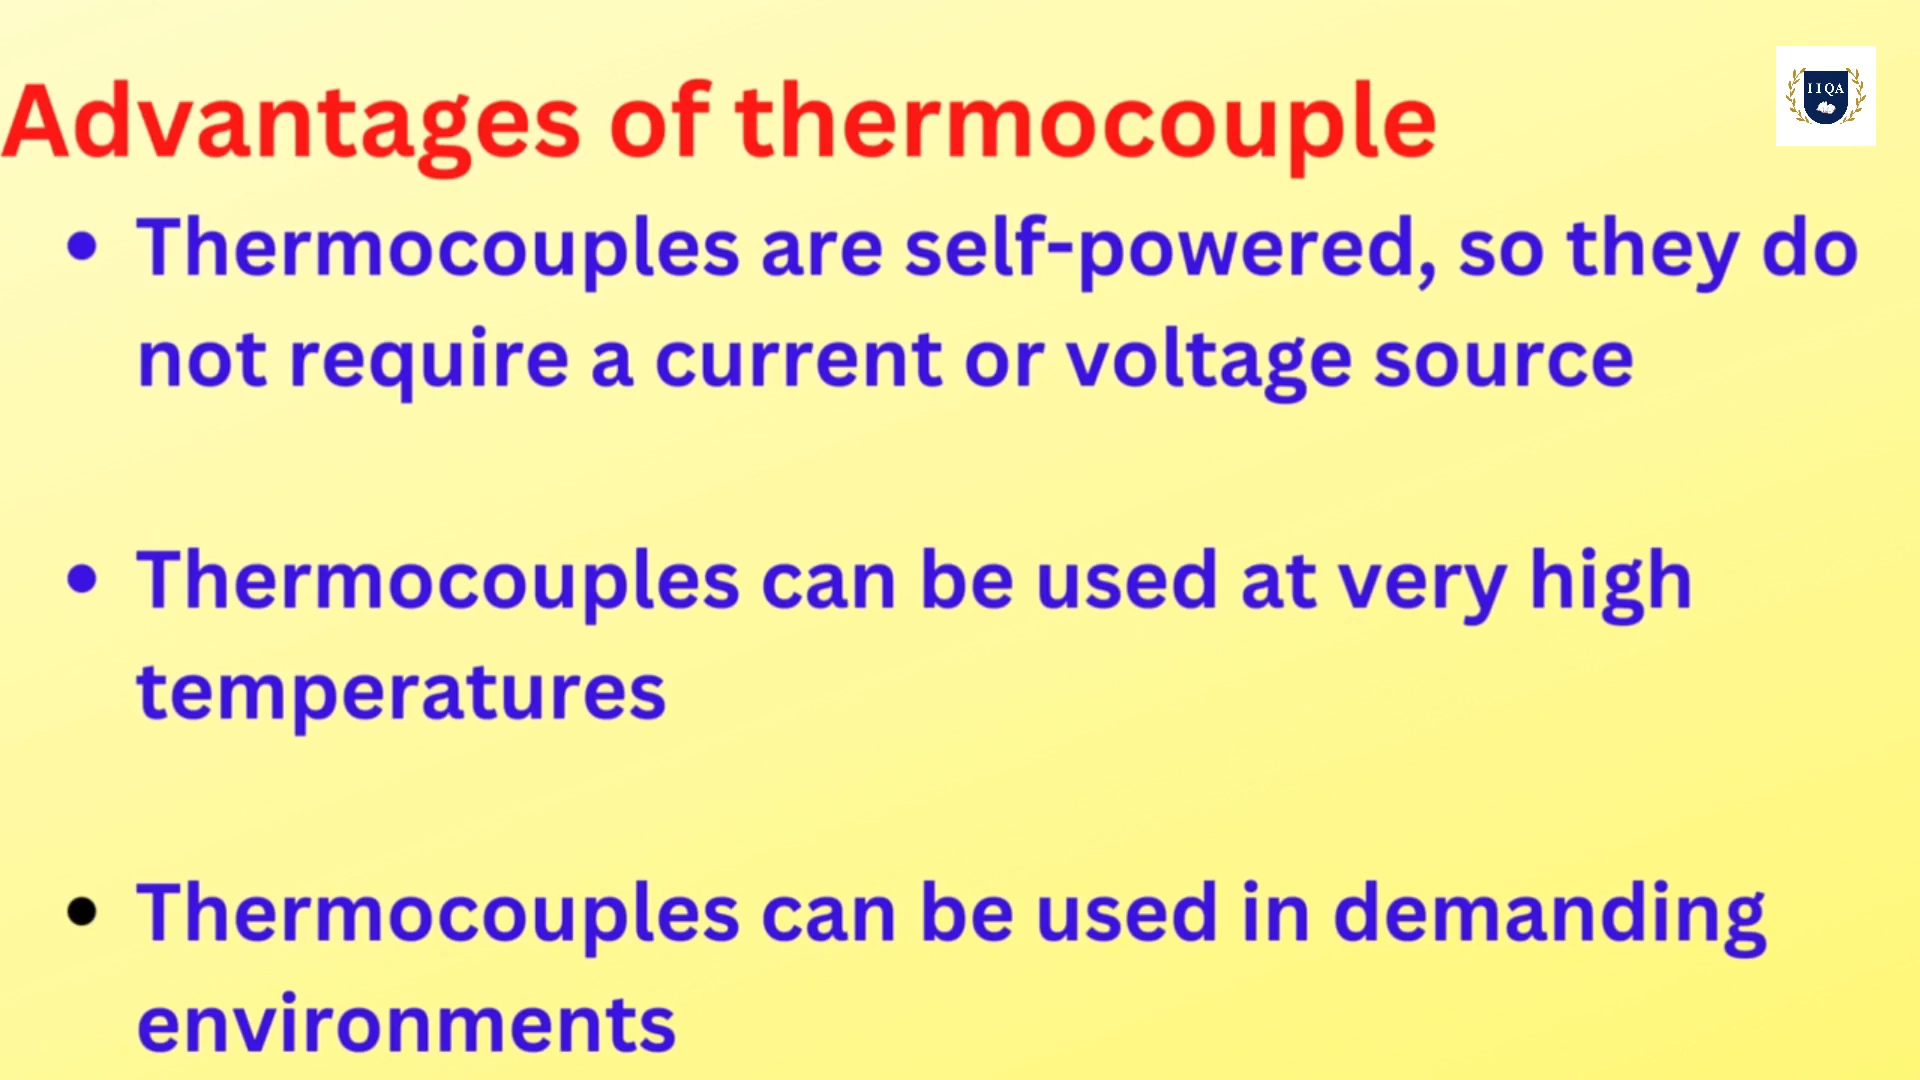 Advantages of thermocouple
IIQA
• Thermocouples are self-powered, so they do
not require a current or voltage source
• Thermocouples can be used at very high
temperatures
• Thermocouples can be used in demanding
environments